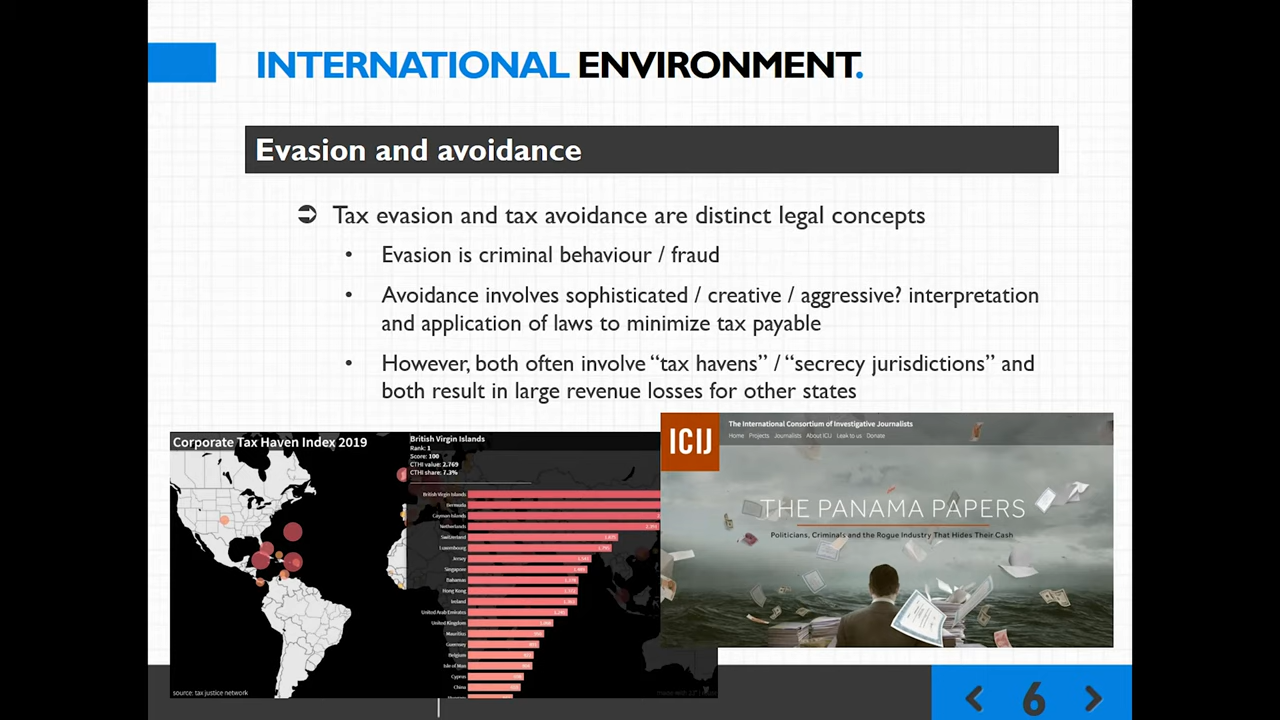 INTERNATIONAL ENVIRONMENT.
Evasion and avoidance
Tax evasion and tax avoidance are distinct legal concepts
• Evasion is criminal behaviour / fraud
• Avoidance involves sophisticated / creative / aggressive? interpretation
and application of laws to minimize tax payable
• However, both often involve “tax havens” / “secrecy jurisdictions” and
both result in large revenue losses for other states
Corporate Tax Haven Index 2019
British Virgin Islands
Rank: 1
Score: 100
CTHI value: 2.769
CTHI share: 7.3%
British Virgin Islands
Bermuda
Cayman Islands
Netherlands
Switzerland
Luxembourg
Jersey
Singapore
Bahamas
Hong Kong
Ireland
United Arab Emirates
United Kingdom
Mauritius
Guernsey
Belgium
Isle of Man
Cyprus
China
source: tax justice network
ICIJ
The International Consortium of Investigative Journalists
Home Projects Journalists About ICIJ Leak to us Donate
THE PANAMA PAPERS
Politicians, Criminals and the Rogue Industry That Hides Their Cash
6